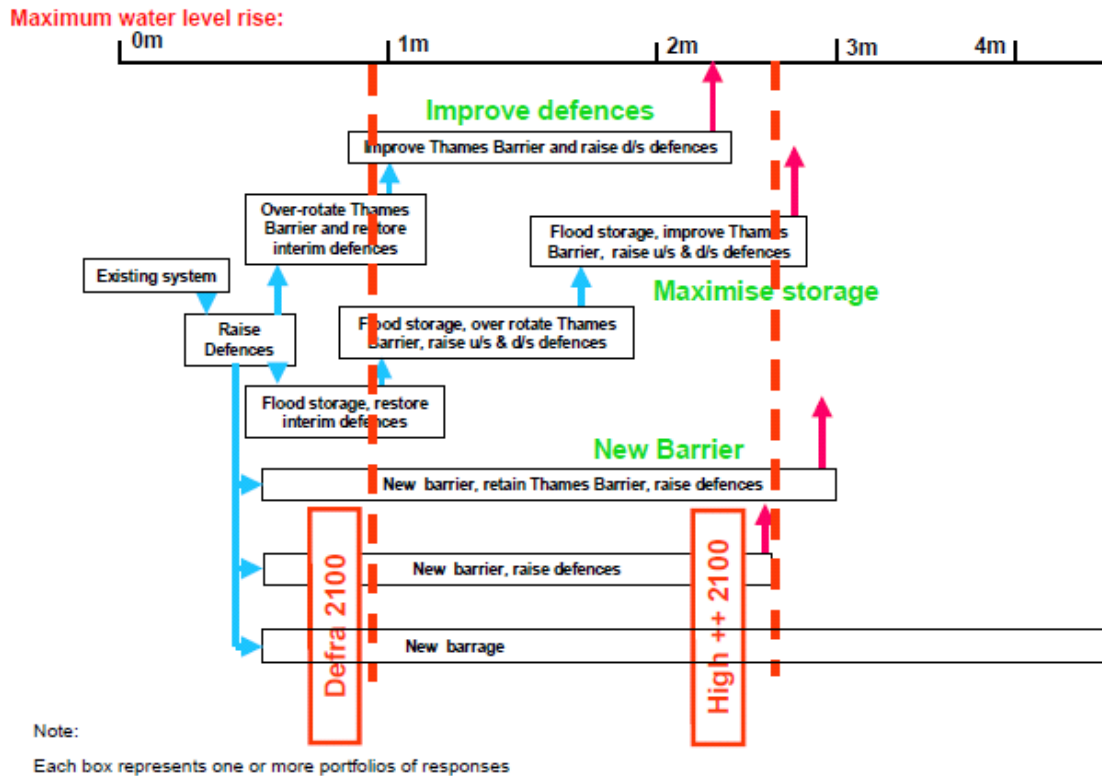 Maximum water level rise:
0m
1m
2m
3m
4m
Improve defences
Improve Thames Barrier and raise d/s defences
Over-rotate Thames
Barrier and restore
interim defences
Flood storage, improve Thames
Barrier, raise u/s & d/s defences
Existing system
Maximise storage
Raise
Defences
Flood storage, over rotate Thames
Barrier, raise u/s & d/s defences
Flood storage, restore
interim defences
New Barrier
New barrier, retain Thames Barrier, raise defences
Defra 2100
High ++ 2100
New barrier, raise defences
New barrage
Note:
Each box represents one or more portfolios of responses